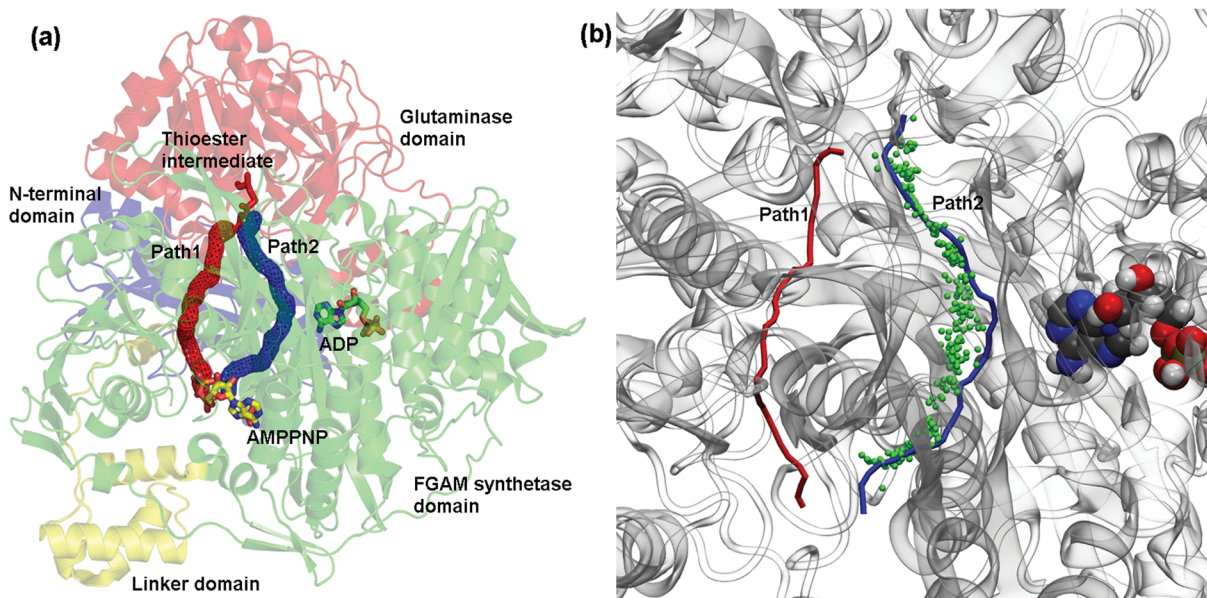 (a)
Glutaminase
domain
Thioester
intermediate
N-terminal
domain
Path1
Path2
ADP
AMPPNP
FGAM synthetase
domain
Linker domain
(b)
Path1
Path2